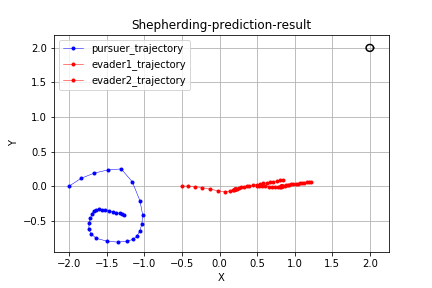 Shepherding-prediction-result
pursuer_trajectory
evader1_trajectory
evader2_trajectory
2.0
1.5
1.0
0.5
0.0
−0.5
Y
−2.0 −1.5 −1.0 −0.5 0.0 0.5 1.0 1.5 2.0
X